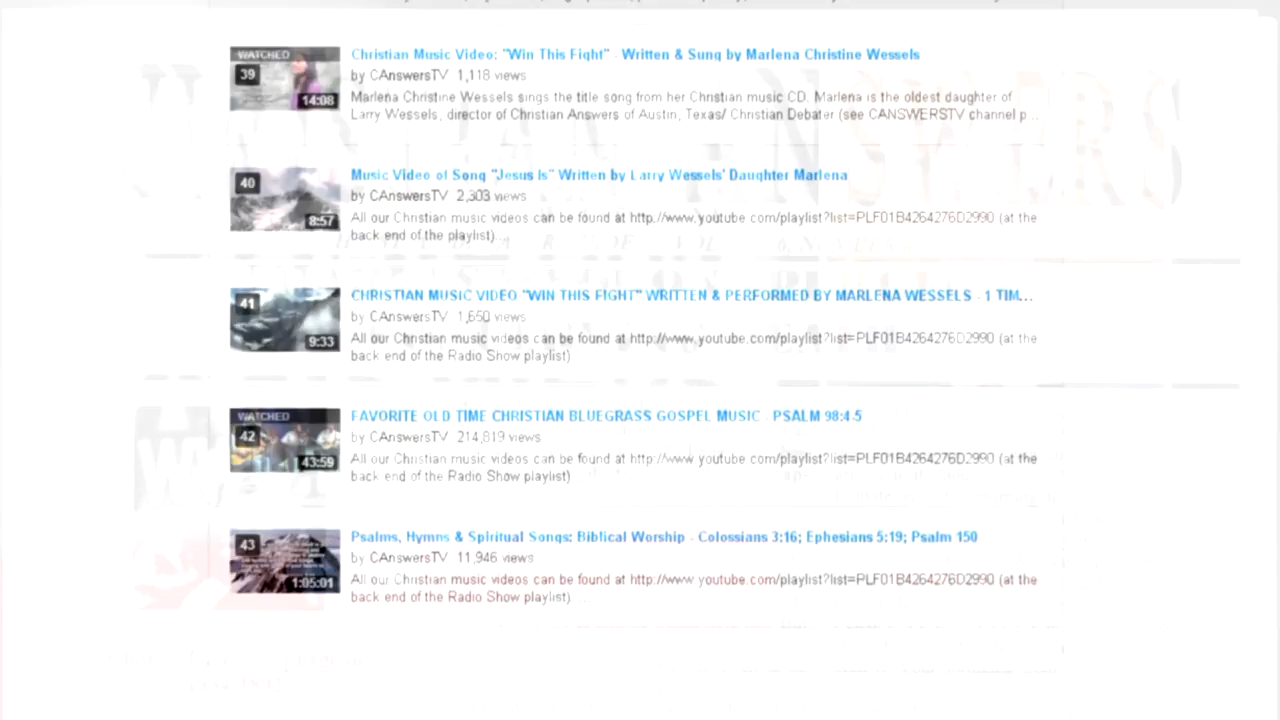 WATCHED
39
14:08
Christian Music Video: "Win This Fight" - Written & Sung by Marlena Christine Wessels
by CAnswersTV 1,118 views
Marlena Christine Wessels sings the title song from her Christian music CD. Marlena is the oldest daughter of
Larry Wessels, director of Christian Answers of Austin, Texas/ Christian Debater (see CANSWERSTV channel p...
40
8:57
Music Video of Song "Jesus Is" Written by Larry Wessels' Daughter Marlena
by CAnswersTV 2,303 views
All our Christian music videos can be found at http://www.youtube.com/playlist?list=PLF01B4264276D2990 (at the
back end of the playlist)...
41
9:33
CHRISTIAN MUSIC VIDEO "WIN THIS FIGHT" WRITTEN & PERFORMED BY MARLENA WESSELS - 1 TIM...
by CAnswersTV 1,650 views
All our Christian music videos can be found at http://www.youtube.com/playlist?list=PLF01B4264276D2990 (at the
back end of the Radio Show playlist)
WATCHED
42
43:59
FAVORITE OLD TIME CHRISTIAN BLUEGRASS GOSPEL MUSIC - PSALM 98:4-5
by CAnswersTV 214,819 views
All our Christian music videos can be found at http://www.youtube.com/playlist?list=PLF01B4264276D2990 (at the
back end of the Radio Show playlist)
43
1:05:01
Psalms, Hymns & Spiritual Songs: Biblical Worship - Colossians 3:16; Ephesians 5:19; Psalm 150
by CAnswersTV 11,946 views
All our Christian music videos can be found at http://www.youtube.com/playlist?list=PLF01B4264276D2990 (at the
back end of the Radio Show playlist) ...